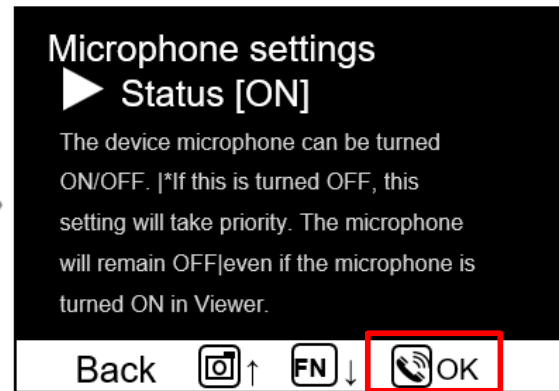 Microphone settings
▶ Status [ON]
The device microphone can be turned
ON/OFF. |*If this is turned OFF, this
setting will take priority. The microphone
will remain OFF|even if the microphone is
turned ON in Viewer.
Back ↑ FN ↓ OK